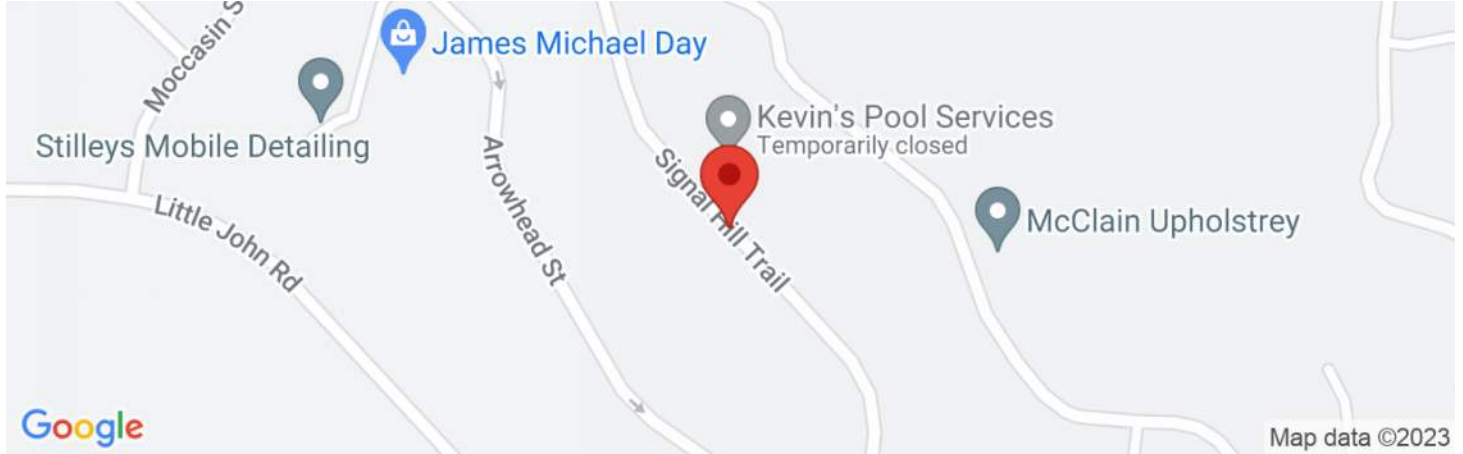 Moccasin S
James Michael Day
Stilleys Mobile Detailing
Kevin's Pool Services
Temporarily closed
Arrowhead St
Signal Hill Trail
McClain Upholstrey
Little John Rd
Google
Map data ©2023